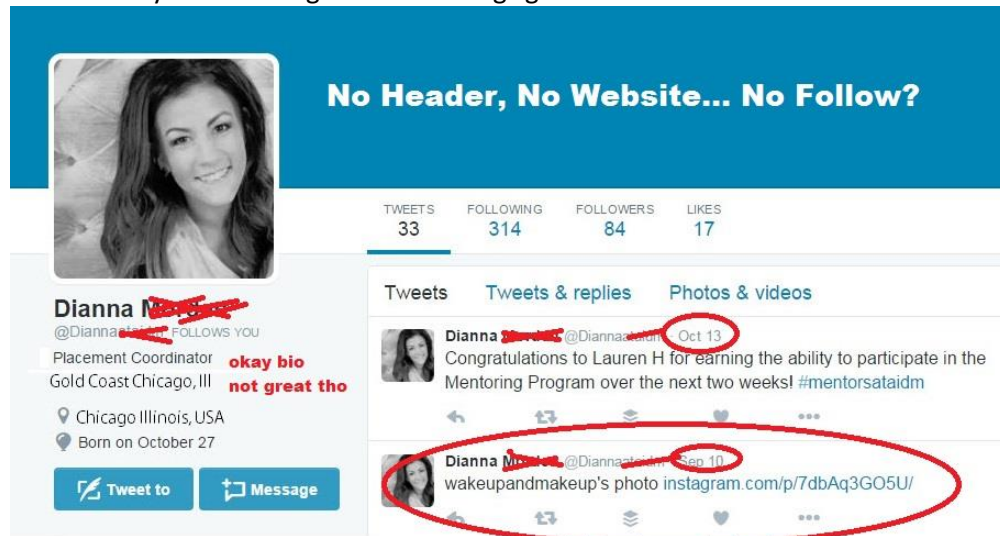 No Header, No Website... No Follow?
TWEETS FOLLOWING FOLLOWERS LIKES
33 314 84 17
Tweets Tweets & replies Photos & videos
Dianna
@Dianna FOLLOWS YOU
Placement Coordinator
Gold Coast Chicago, Ill
okay bio
not great tho
Chicago Illinois, USA
Born on October 27
Tweet to Message
Dianna @Dianna Oct 13
Congratulations to Lauren H for earning the ability to participate in the
Mentoring Program over the next two weeks! #mentorsataidm
Dianna @Dianna Sep 10
wakeupandmakeup's photo instagram.com/p/7dbAq3GO5U/